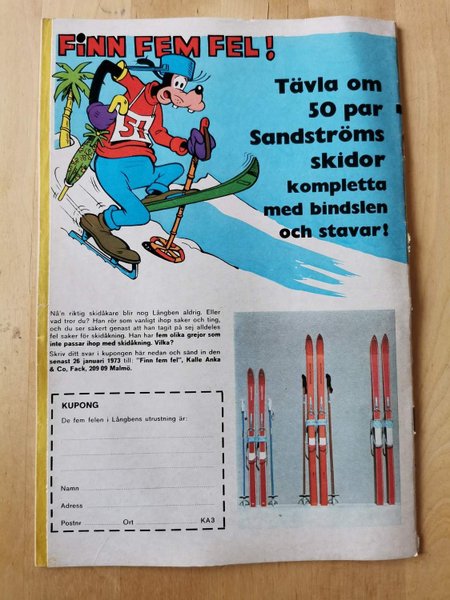 FiNN FEM FEL!
Tävla om
50 par
Sandströms
skidor
kompletta
med bindslen
och stavar!
50
Nå'n riktig skidåkare blir nog Långben aldrig. Eller
vad tror du? Han rör som vanligt ihop saker och ting,
och du ser säkert genast att han tagit på sej alldeles
fel saker för skidåkning. Han har fem olika grejor som
inte passar ihop med skidåkning. Vilka?
Skriv ditt svar i kupongen här nedan och sänd in den
senast 26 januari 1973 till: "Finn fem fel", Kalle Anka
& Co, Fack, 209 09 Malmö.
KUPONG
De fem felen i Långbens utrustning är:
Namn
Adress
Postnr Ort KA3